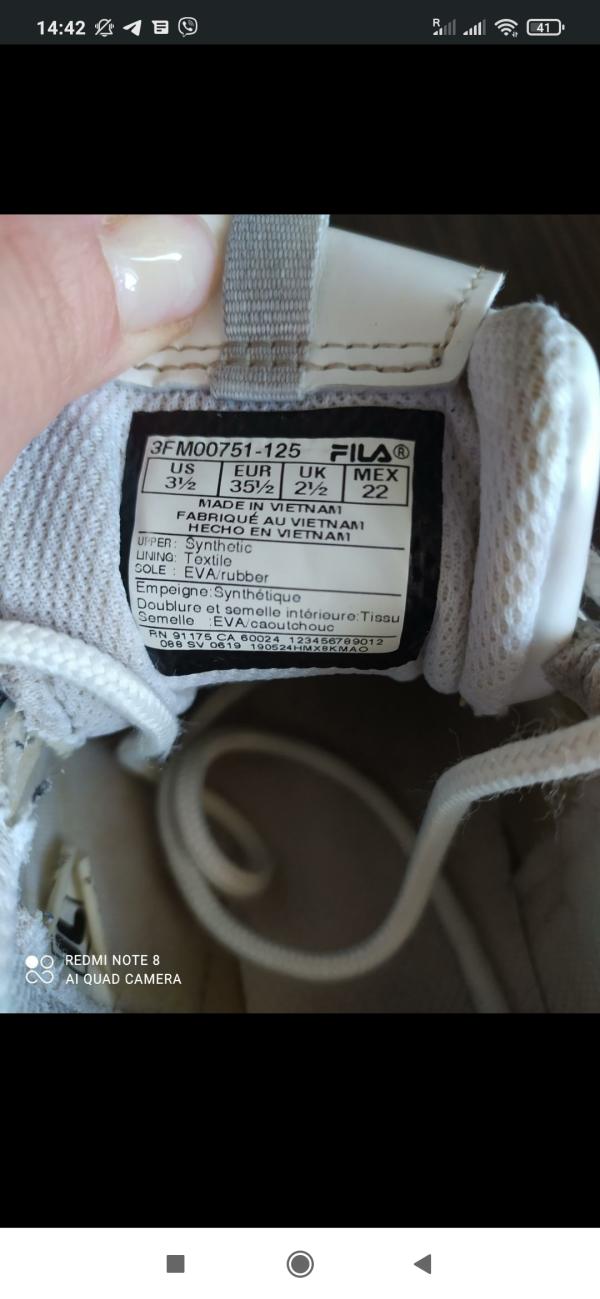 14:42
R
41
3FM00751-125 FILA®
US EUR UK MEX
3½ 35½ 2½ 22
MADE IN VIETNAM
FABRIQUÉ AU VIETNAM
HECHO EN VIETNAM
UPPER: Synthetic
LINING: Textile
SOLE : EVA/rubber
Empeigne:Synthétique
Doublure et semelle intérieure:Tissu
Semelle :EVA/caoutchouc
RN 91175 CA 60024 123456789012
088 SV 0619 190524HMX8KMAO
REDMI NOTE 8
AI QUAD CAMERA